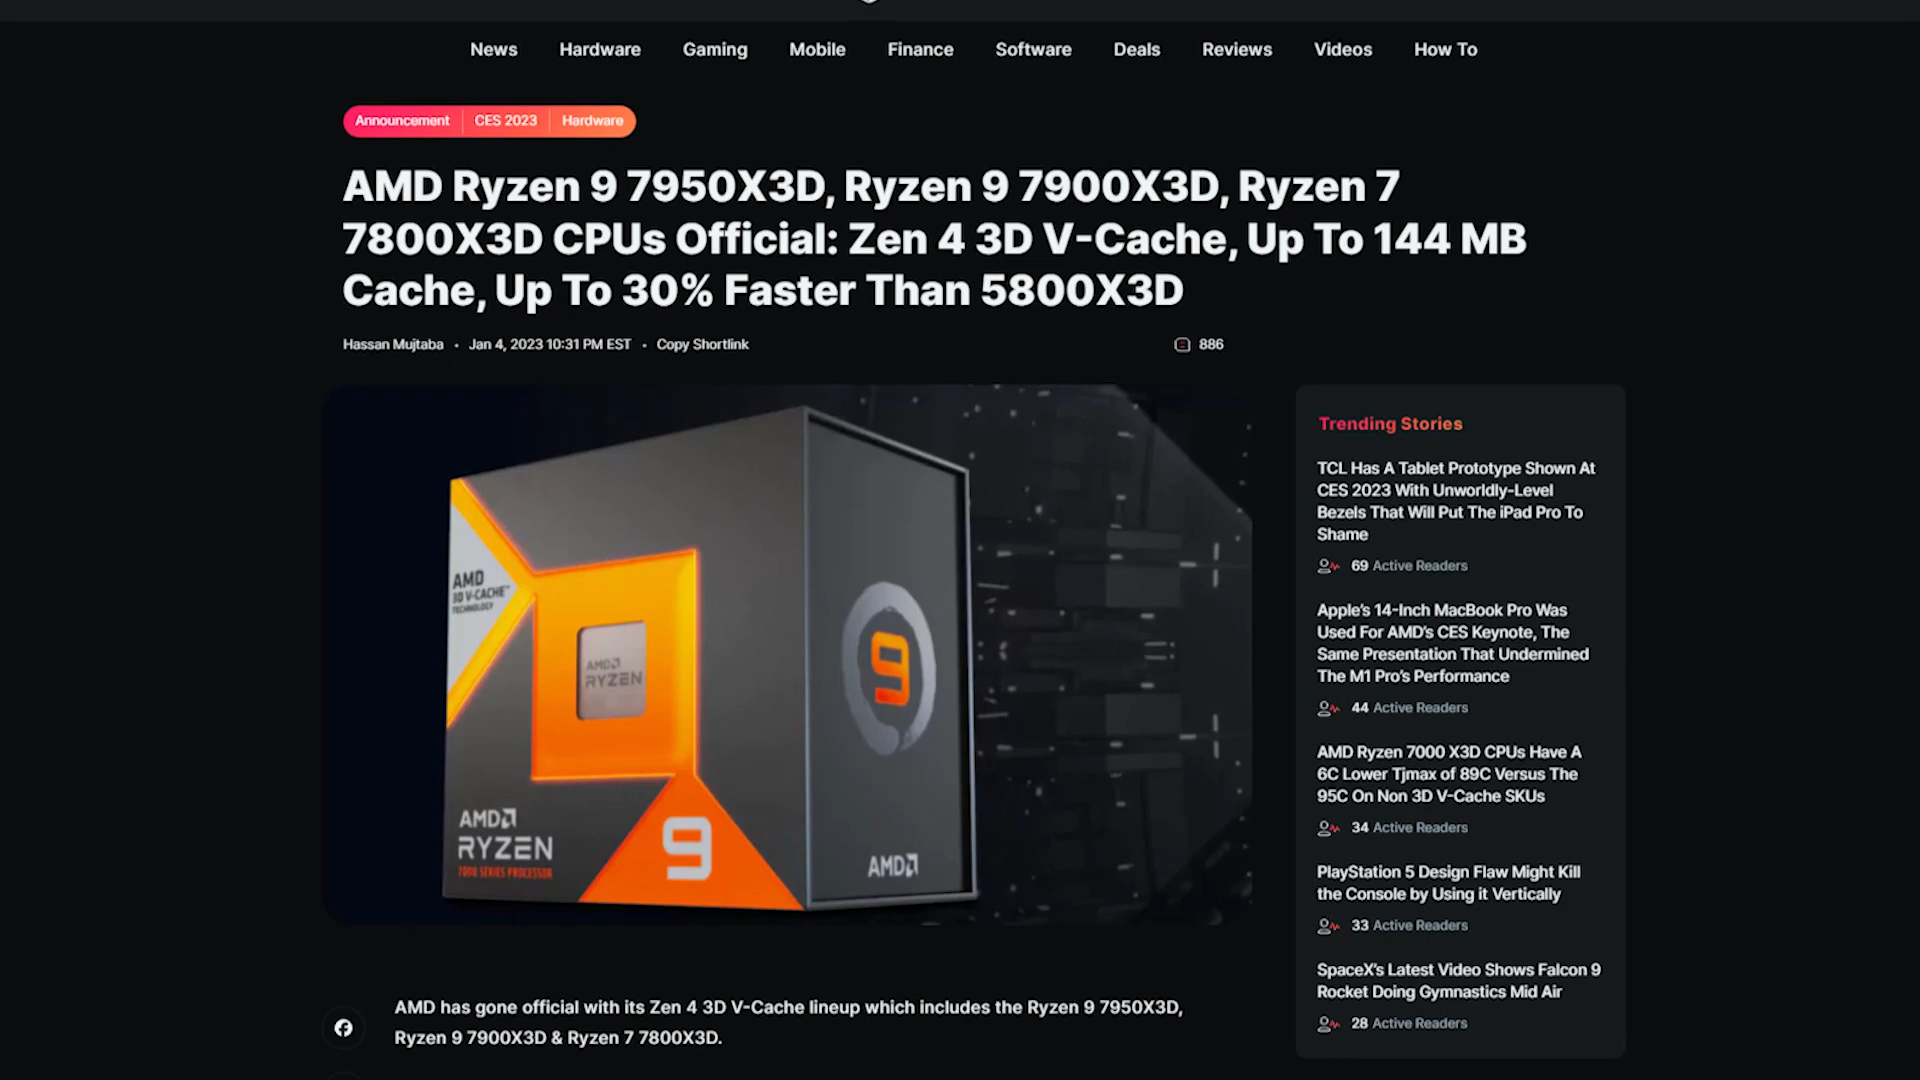 News Hardware Gaming Mobile Finance Software Deals Reviews Videos How To
Announcement CES 2023 Hardware
AMD Ryzen 9 7950X3D, Ryzen 9 7900X3D, Ryzen 7
7800X3D CPUs Official: Zen 4 3D V-Cache, Up To 144 MB
Cache, Up To 30% Faster Than 5800X3D
Hassan Mujtaba • Jan 4, 2023 10:31 PM EST • Copy Shortlink
886
AMD
3D V-CACHE™
TECHNOLOGY
AMD
RYZEN
9
AMD
RYZEN
7000 SERIES PROCESSOR
9
AMD
Trending Stories
TCL Has A Tablet Prototype Shown At
CES 2023 With Unworldly-Level
Bezels That Will Put The iPad Pro To
Shame
69 Active Readers
Apple's 14-Inch MacBook Pro Was
Used For AMD's CES Keynote, The
Same Presentation That Undermined
The M1 Pro's Performance
44 Active Readers
AMD Ryzen 7000 X3D CPUs Have A
6C Lower Tjmax of 89C Versus The
95C On Non 3D V-Cache SKUs
34 Active Readers
PlayStation 5 Design Flaw Might Kill
the Console by Using it Vertically
33 Active Readers
SpaceX's Latest Video Shows Falcon 9
Rocket Doing Gymnastics Mid Air
28 Active Readers
AMD has gone official with its Zen 4 3D V-Cache lineup which includes the Ryzen 9 7950X3D,
Ryzen 9 7900X3D & Ryzen 7 7800X3D.